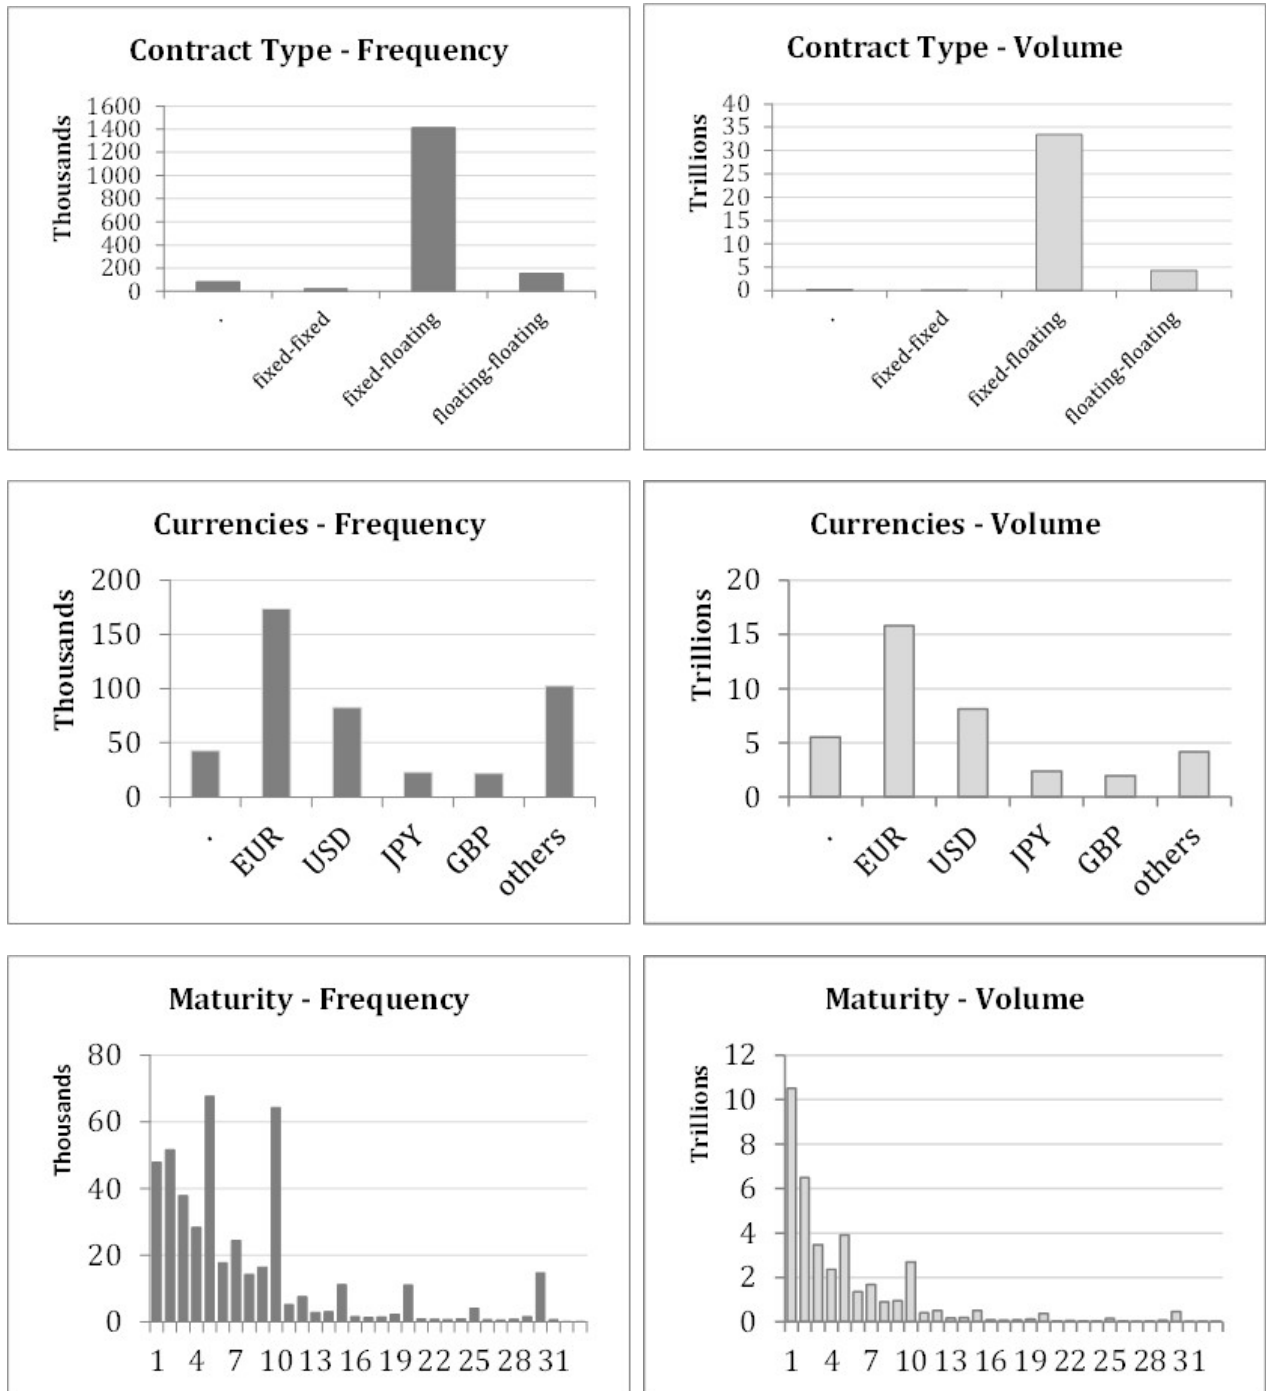 Contract Type - Frequency
Thousands
1600
1400
1200
1000
800
600
400
200
0
.
fixed-fixed
fixed-floating
floating-floating
Contract Type - Volume
Trillions
40
35
30
25
20
15
10
5
0
.
fixed-fixed
fixed-floating
floating-floating
Currencies - Frequency
Thousands
200
150
100
50
0
.
EUR
USD
JPY
GBP
others
Currencies - Volume
Trillions
20
15
10
5
0
.
EUR
USD
JPY
GBP
others
Maturity - Frequency
Thousands
80
60
40
20
0
1 4 7 10 13 16 19 22 25 28 31
Maturity - Volume
Trillions
12
10
8
6
4
2
0
1 4 7 10 13 16 19 22 25 28 31